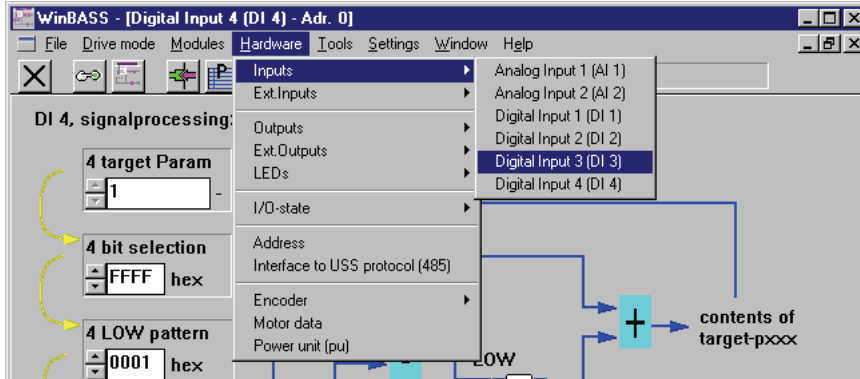 WinBASS - [Digital Input 4 (DI 4) - Adr. 0]
File Drive mode Modules Hardware Tools Settings Window Help
P
DI 4, signalprocessing:
4 target Param
1 -
4 bit selection
FFFF hex
4 LOW pattern
0001 hex
Inputs
Ext.Inputs
Outputs
Ext.Outputs
LEDs
I/O-state
Address
Interface to USS protocol (485)
Encoder
Motor data
Power unit (pu)
Analog Input 1 (AI 1)
Analog Input 2 (AI 2)
Digital Input 1 (DI 1)
Digital Input 2 (DI 2)
Digital Input 3 (DI 3)
Digital Input 4 (DI 4)
+
contents of
target-pxxx
LOW